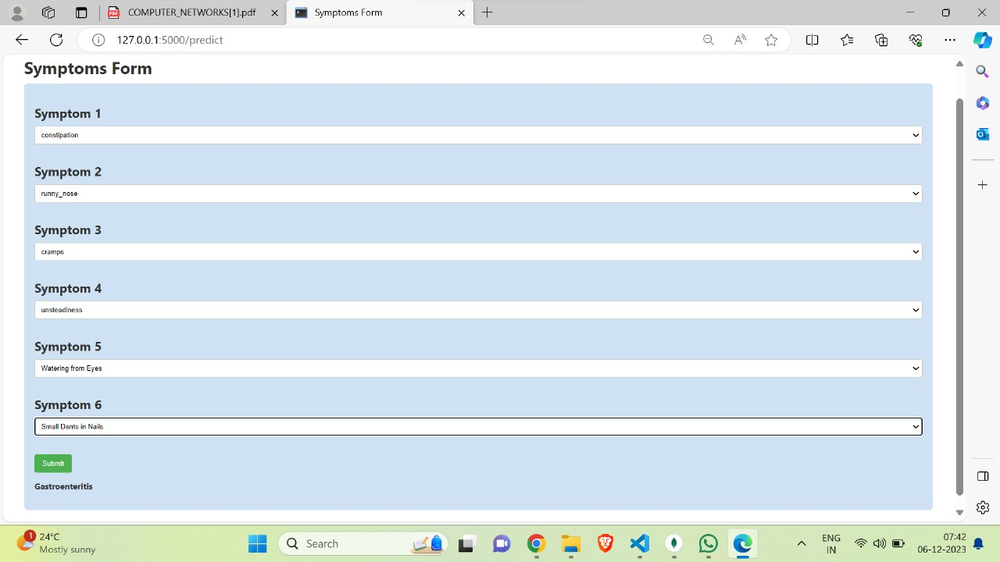 COMPUTER_NETWORKS[1].pdf
Symptoms Form
127.0.0.1:5000/predict
Symptoms Form
Symptom 1
constipation
Symptom 2
runny_nose
Symptom 3
cramps
Symptom 4
unsteadiness
Symptom 5
Watering from Eyes
Symptom 6
Small Dents in Nails
Submit
Gastroenteritis
1
24°C
Mostly sunny
Search
ENG
IN
07:42
06-12-2023